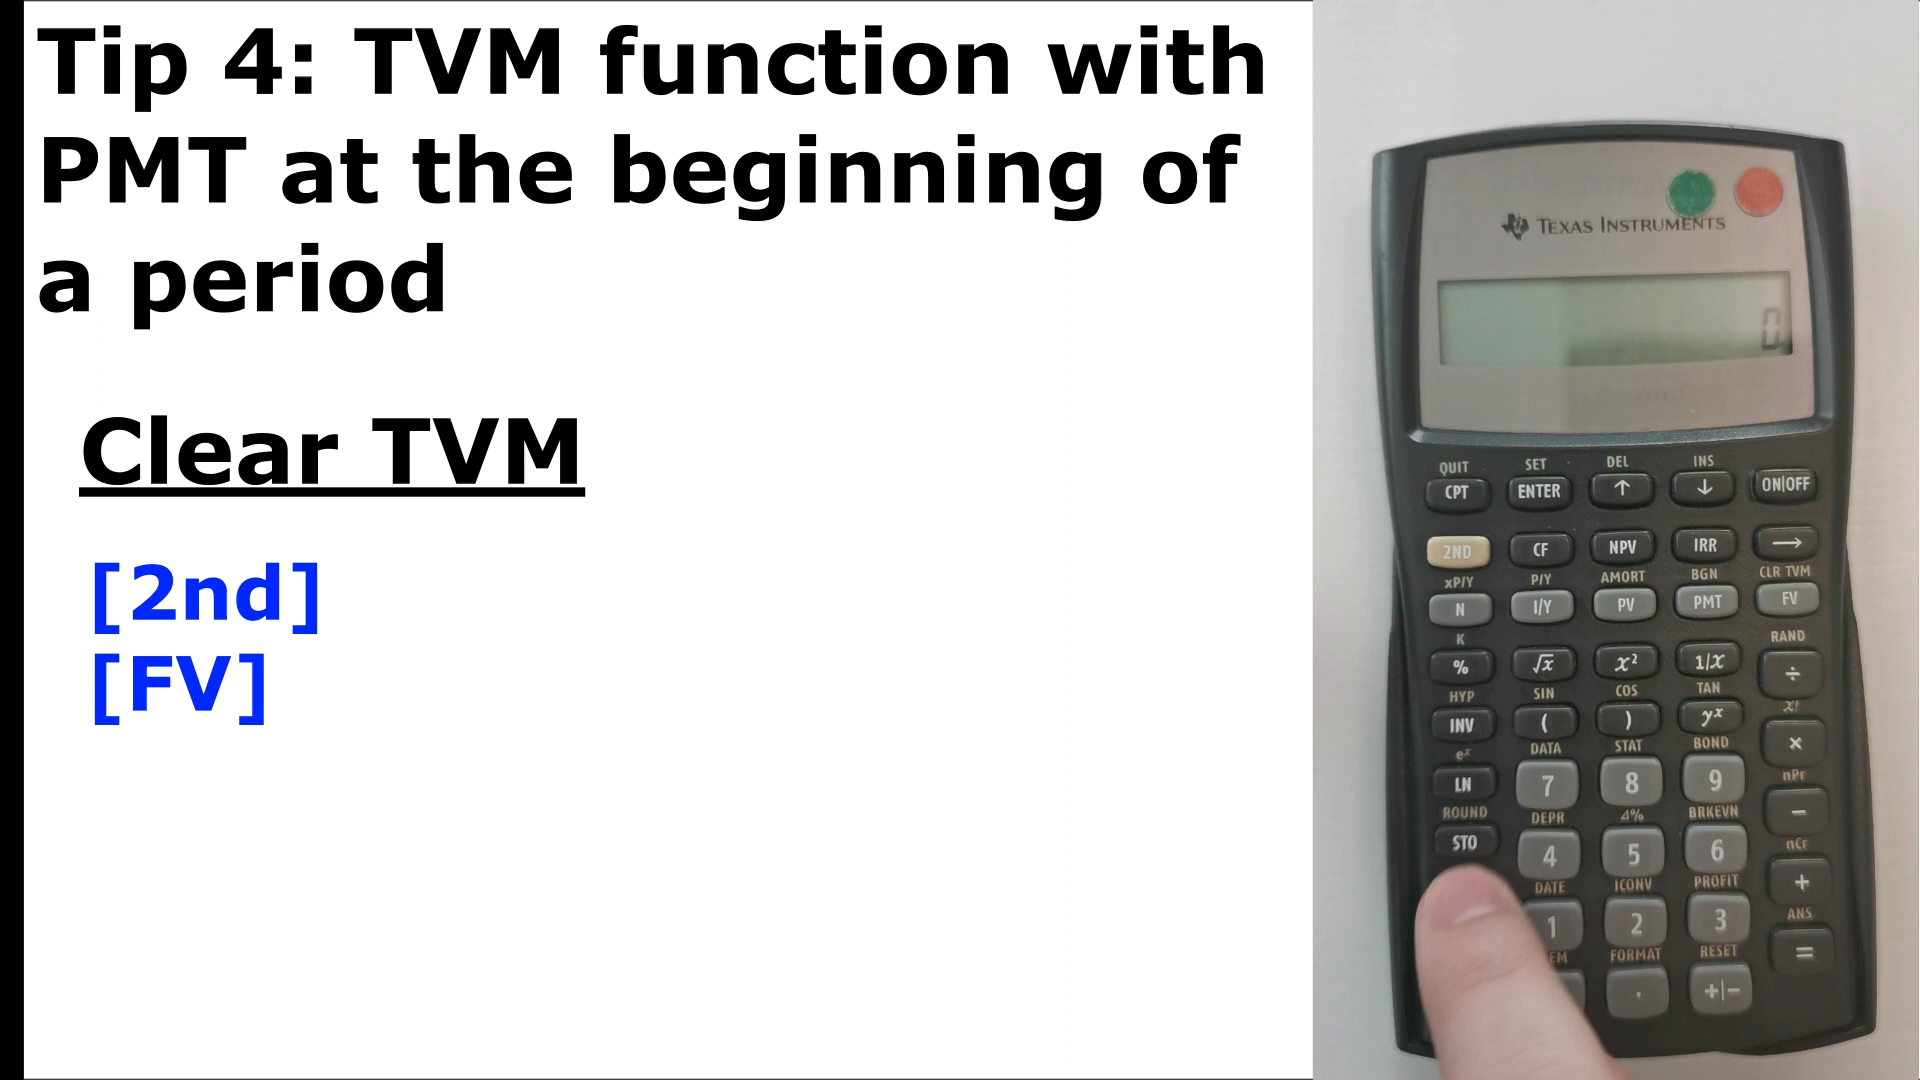 Tip 4: TVM function with
PMT at the beginning of
a period
Clear TVM
[2nd]
[FV]
TEXAS INSTRUMENTS
0.
QUIT SET DEL INS
CPT ENTER ↑ ↓ ON|OFF
2ND CF NPV IRR →
xP/Y P/Y AMORT BGN CLR TVM
N I/Y PV PMT FV
K RAND
% √x x² 1/x ÷
HYP SIN COS TAN x!
INV ( ) yˣ ×
eˣ DATA STAT BOND nPr
LN 7 8 9 −
ROUND DEPR Δ% BRKEVN nCr
STO 4 5 6 +
DATE ICONV PROFIT ANS
1 2 3 =
FORMAT RESET
. +|−